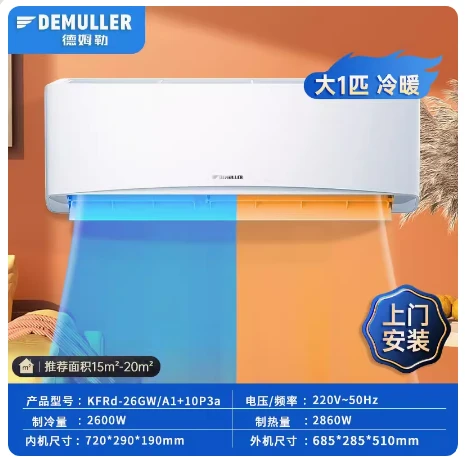 DEMULLER
德姆勒
大1匹 冷暖
DEMULLER
上门
安装
m²
推荐面积15m²-20m²
产品型号：KFRd-26GW/A1+10P3a
电压/频率：220V~50Hz
制冷量：2600W
制热量：2860W
内机尺寸：720*290*190mm
外机尺寸：685*285*510mm